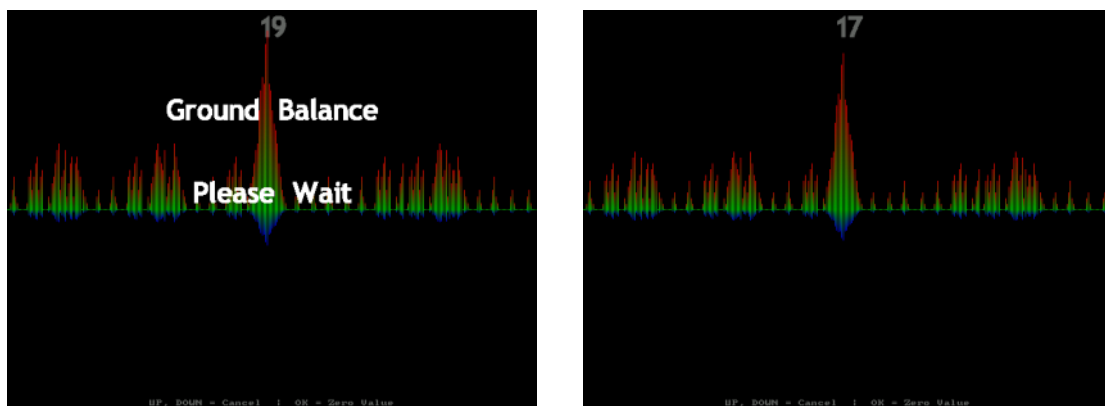 19
Ground Balance
Please Wait
UP, DOWN = Cancel | OK = Zero Value
17
UP, DOWN = Cancel | OK = Zero Value